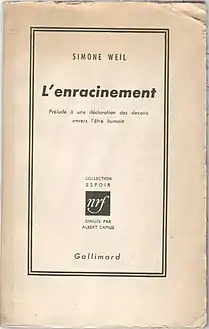 SIMONE WEIL
L'enracinement
Prélude à une déclaration des devoirs
envers l'être humain
COLLECTION
ESPOIR
nrf
DIRIGÉE PAR
ALBERT CAMUS
Gallimard